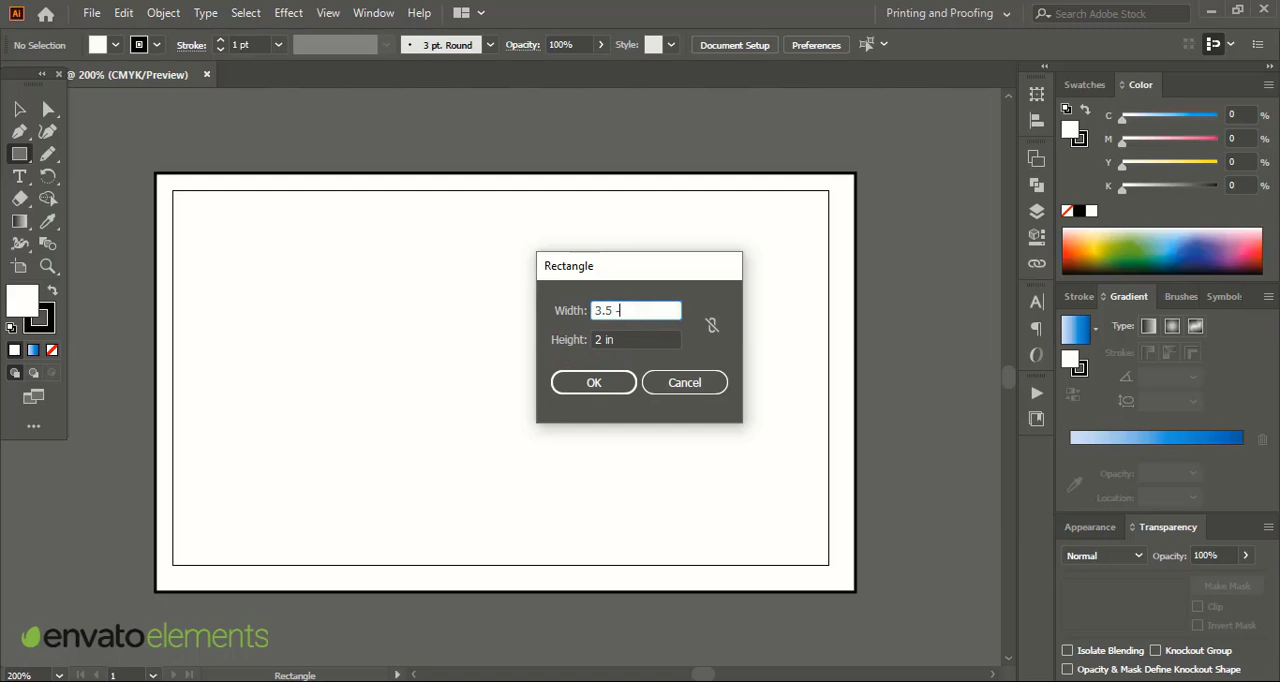 Ai File Edit Object Type Select Effect View Window Help Printing and Proofing Search Adobe Stock
No Selection Stroke: 1 pt 3 pt. Round Opacity: 100% Style: Document Setup Preferences
@ 200% (CMYK/Preview)
Swatches Color
C 0 %
M 0 %
Y 0 %
K 0 %
Rectangle
Width: 3.5 -
Height: 2 in
OK Cancel
Stroke Gradient Brushes Symbols
Type:
Stroke:
Opacity:
Location:
Appearance Transparency
Normal Opacity: 100%
Make Mask
Clip
Invert Mask
Isolate Blending Knockout Group
Opacity & Mask Define Knockout Shape
envatoelements
200% 1 Rectangle